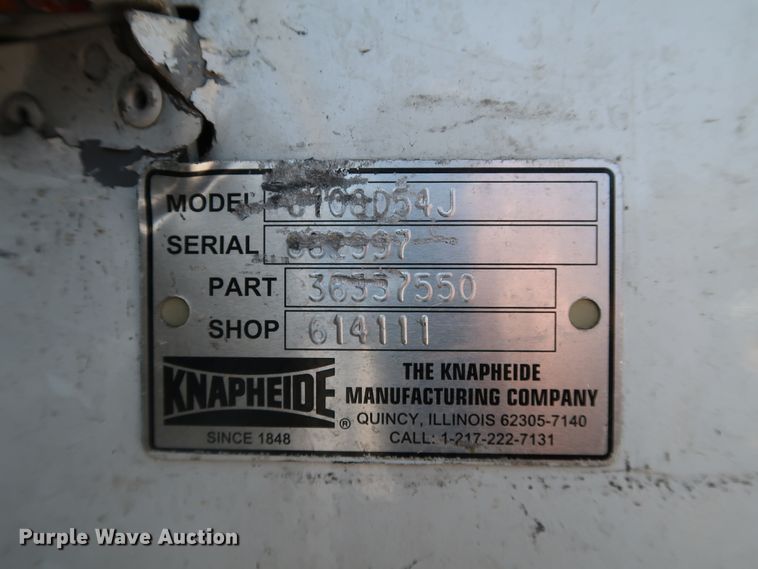 MODEL
SERIAL
PART 36337550
SHOP 614111
KNAPHEIDE ®
SINCE 1848
THE KNAPHEIDE
MANUFACTURING COMPANY
QUINCY, ILLINOIS 62305-7140
CALL: 1-217-222-7131
Purple Wave Auction